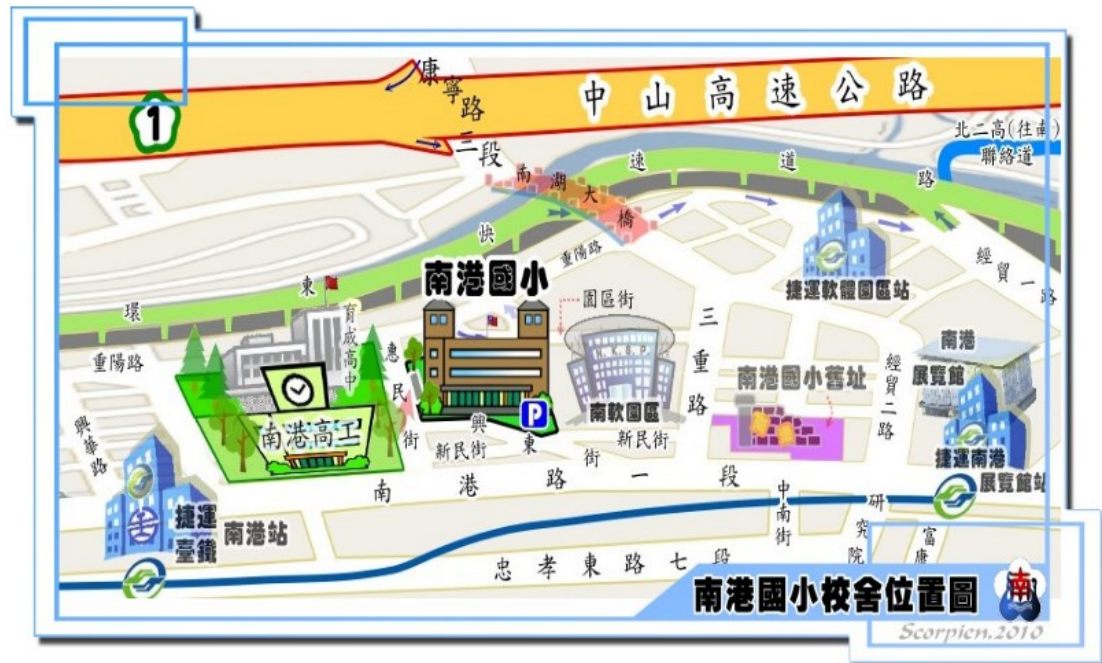 康寧路三段
中山高速公路
1
北二高(往南)
聯絡道
南湖大橋
環東快速道路
重陽路
經貿一路
捷運軟體園區站
南港國小
園區街
育成高中
惠民街
重陽路
三重路
N.K.S.P
南港
展覽館
南港國小舊址
經貿二路
興華路
南港高工
P
南軟園區
興東街
新民街
新民街
捷運南港
展覽館站
南港路一段
中南街
研究院
富康
捷運
臺鐵
南港站
忠孝東路七段
南港國小校舍位置圖
南
Scorpien.2010